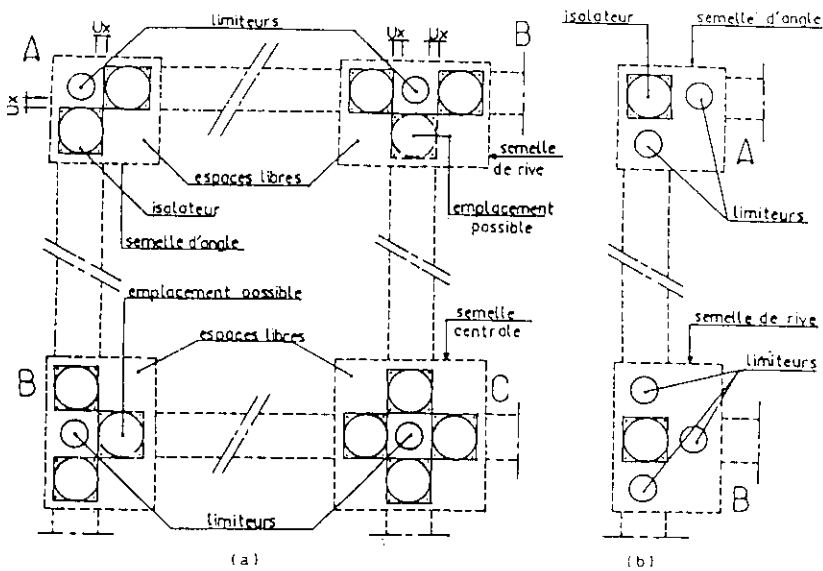 limiteurs
Ux
Ux
Ux
A
B
Ux
espaces libres
semelle
de rive
isolateur
emplacement
possible
semelle d'angle
emplacement possible
espaces libres
semelle
centrale
B
C
limiteurs
(a)
isolateur
semelle d'angle
A
limiteurs
semelle de rive
limiteurs
B
(b)